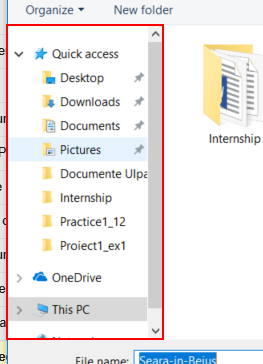 Organize New folder
Quick access
Desktop
Downloads
Documents
Pictures
Documente Ulpa
Internship
Practice1_12
Proiect1_ex1
OneDrive
This PC
Internship
File name: Seara-in-Beius